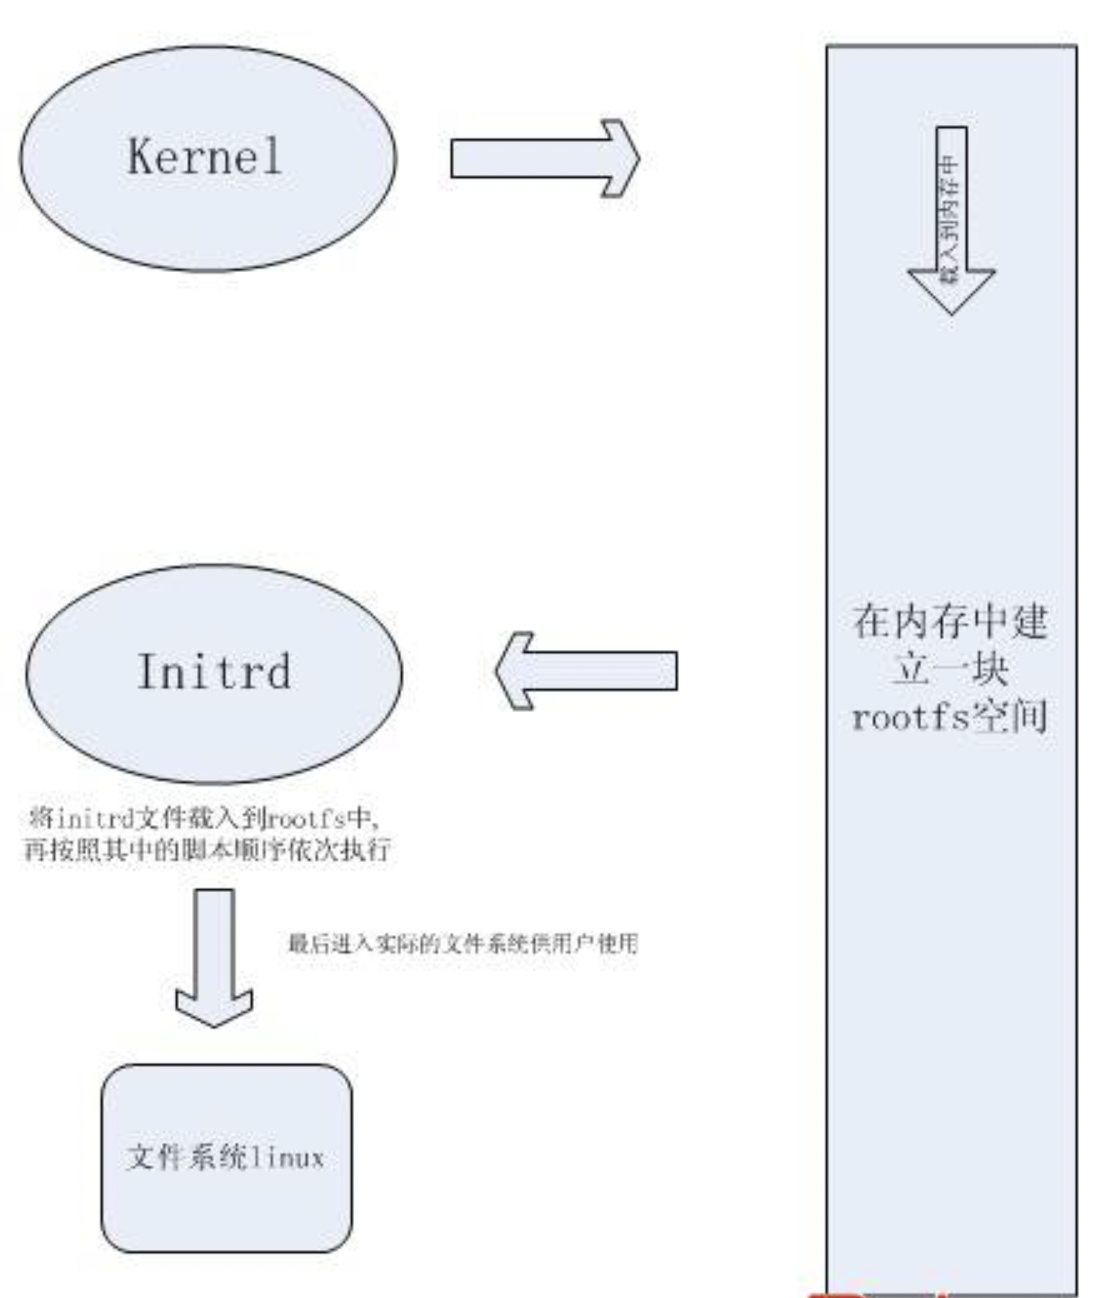 Kernel
载入到内存中
在内存中建
立一块
rootfs空间
Initrd
将initrd文件载入到rootfs中,
再按照其中的脚本顺序依次执行
最后进入实际的文件系统供用户使用
文件系统linux